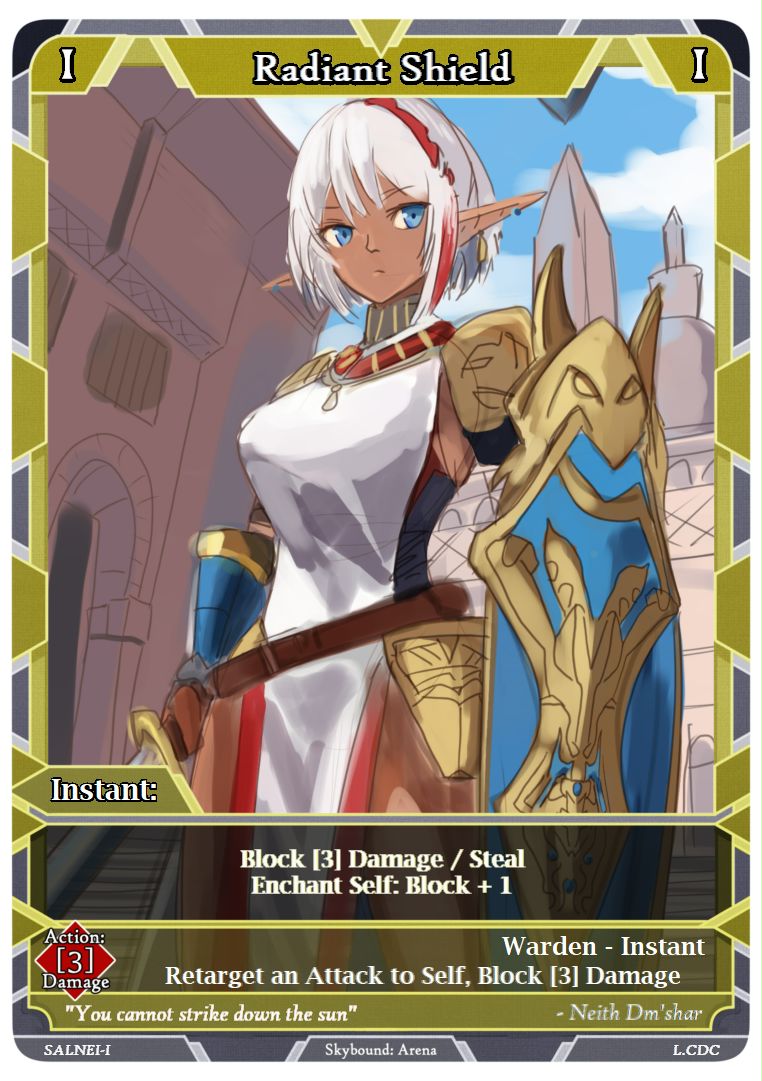 I Radiant Shield I
Instant:
Block [3] Damage / Steal
Enchant Self: Block + 1
Action:
[3]
Damage
Warden - Instant
Retarget an Attack to Self, Block [3] Damage
"You cannot strike down the sun" - Neith Dm'shar
SALNEI-I Skybound: Arena L.CDC